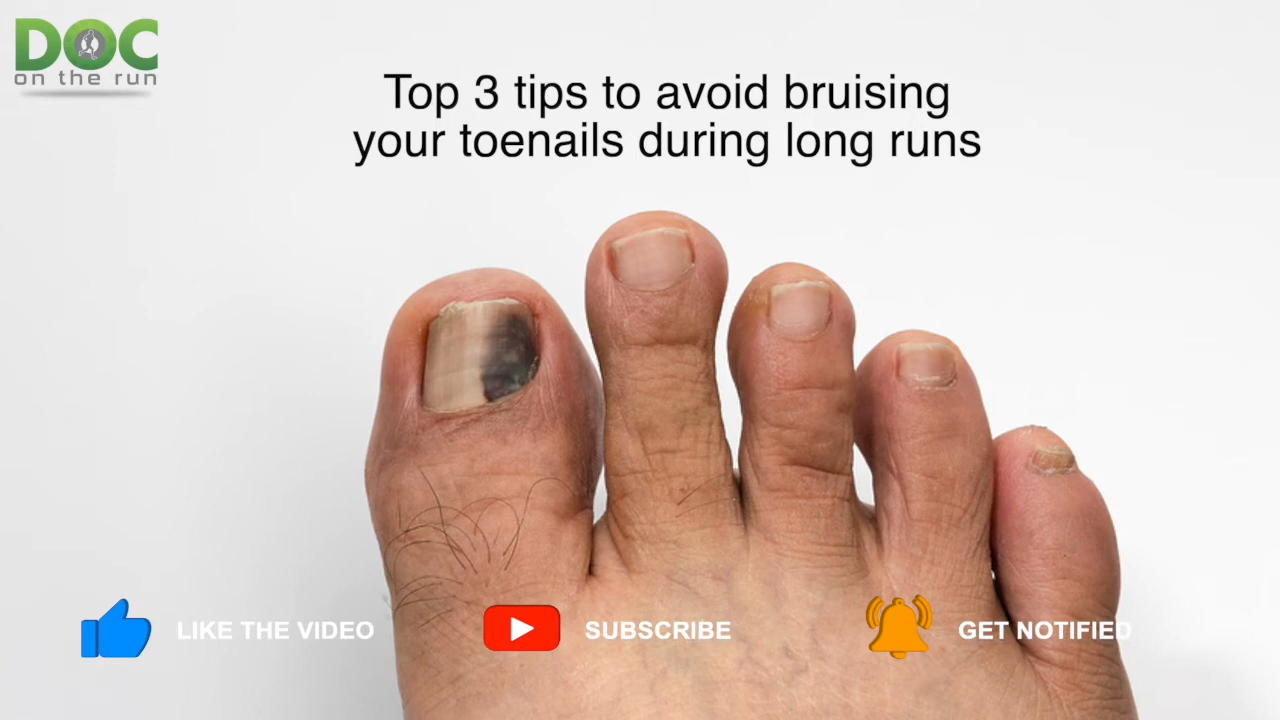 DOC
on the run
Top 3 tips to avoid bruising
your toenails during long runs
LIKE THE VIDEO
SUBSCRIBE
GET NOTIFIED